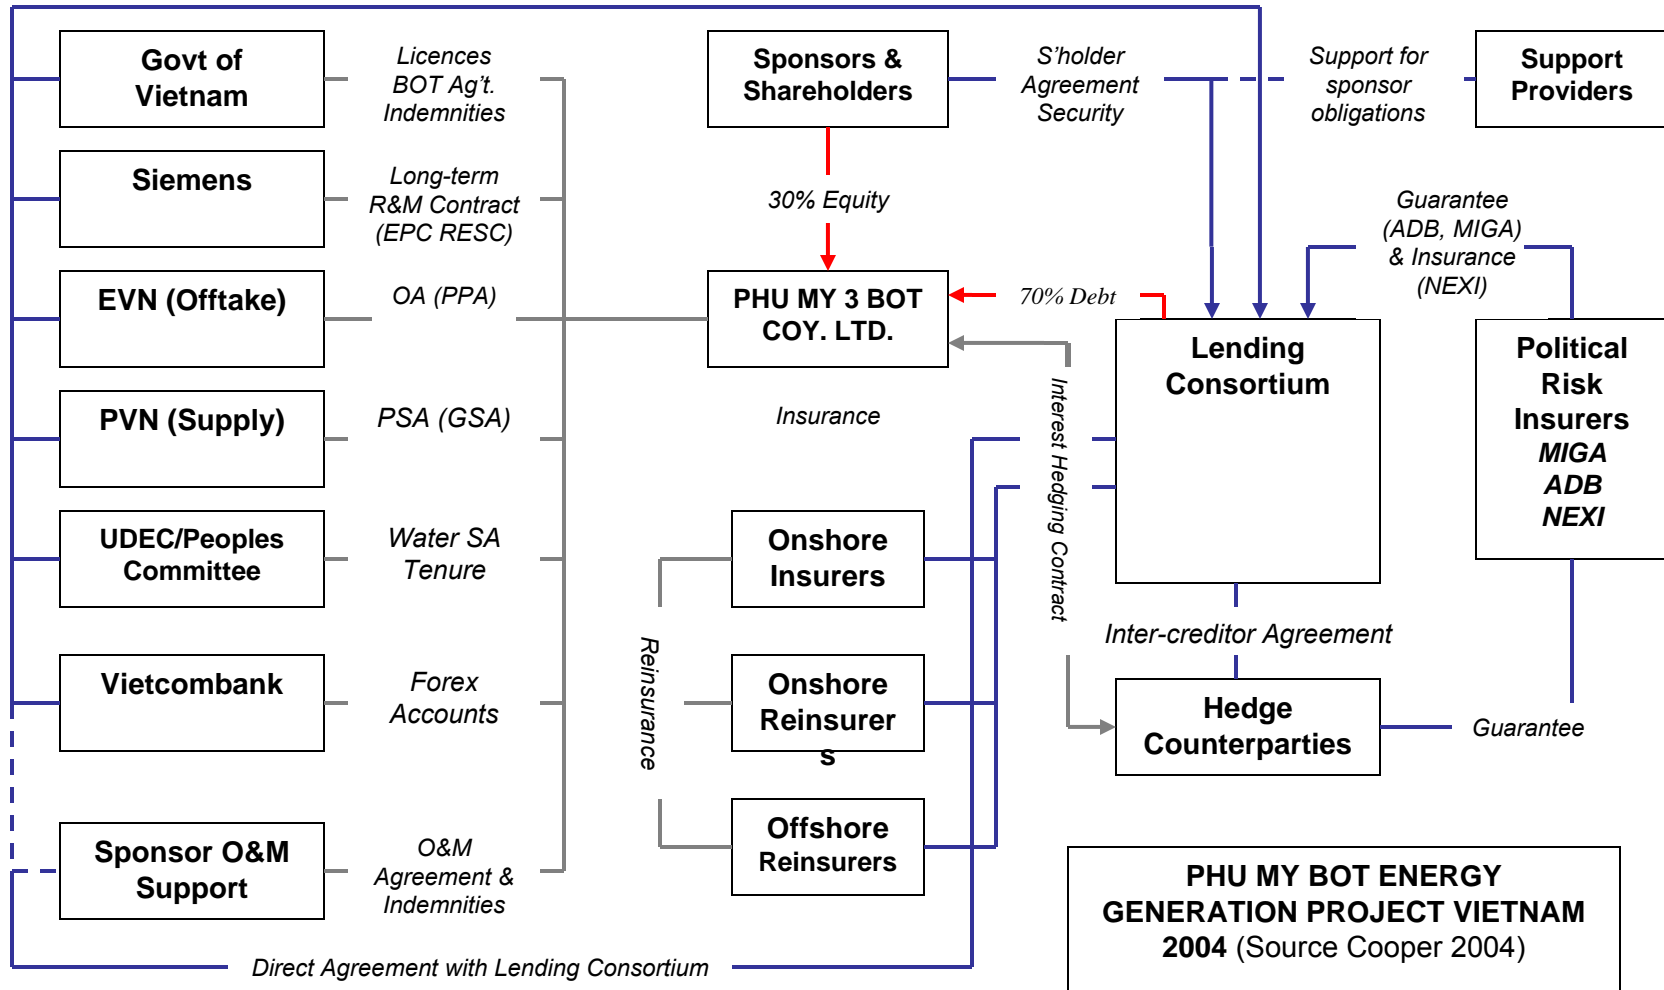 Govt of
Vietnam
Licences
BOT Ag't.
Indemnities
Sponsors &
Shareholders
S'holder
Agreement
Security
Support for
sponsor
obligations
Support
Providers
Siemens
Long-term
R&M Contract
(EPC RESC)
30% Equity
Guarantee
(ADB, MIGA)
& Insurance
(NEXI)
EVN (Offtake)
OA (PPA)
PHU MY 3 BOT
COY. LTD.
70% Debt
Lending
Consortium
Political
Risk
Insurers
MIGA
ADB
NEXI
PVN (Supply)
PSA (GSA)
Insurance
Interest Hedging Contract
UDEC/Peoples
Committee
Water SA
Tenure
Onshore
Insurers
Reinsurance
Inter-creditor Agreement
Vietcombank
Forex
Accounts
Onshore
Reinsurer
s
Hedge
Counterparties
Guarantee
Sponsor O&M
Support
O&M
Agreement &
Indemnities
Offshore
Reinsurers
PHU MY BOT ENERGY
GENERATION PROJECT VIETNAM
2004 (Source Cooper 2004)
Direct Agreement with Lending Consortium